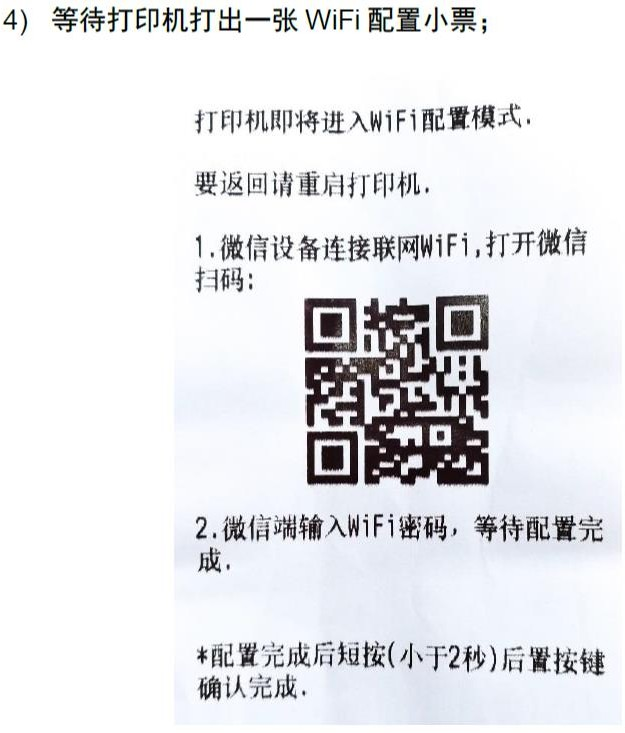 4） 等待打印机打出一张 WiFi 配置小票；
打印机即将进入WiFi配置模式.
要返回请重启打印机.
1.微信设备连接联网WiFi,打开微信
扫码:
2.微信端输入WiFi密码，等待配置完
成.
*配置完成后短按(小于2秒)后置按键
确认完成.